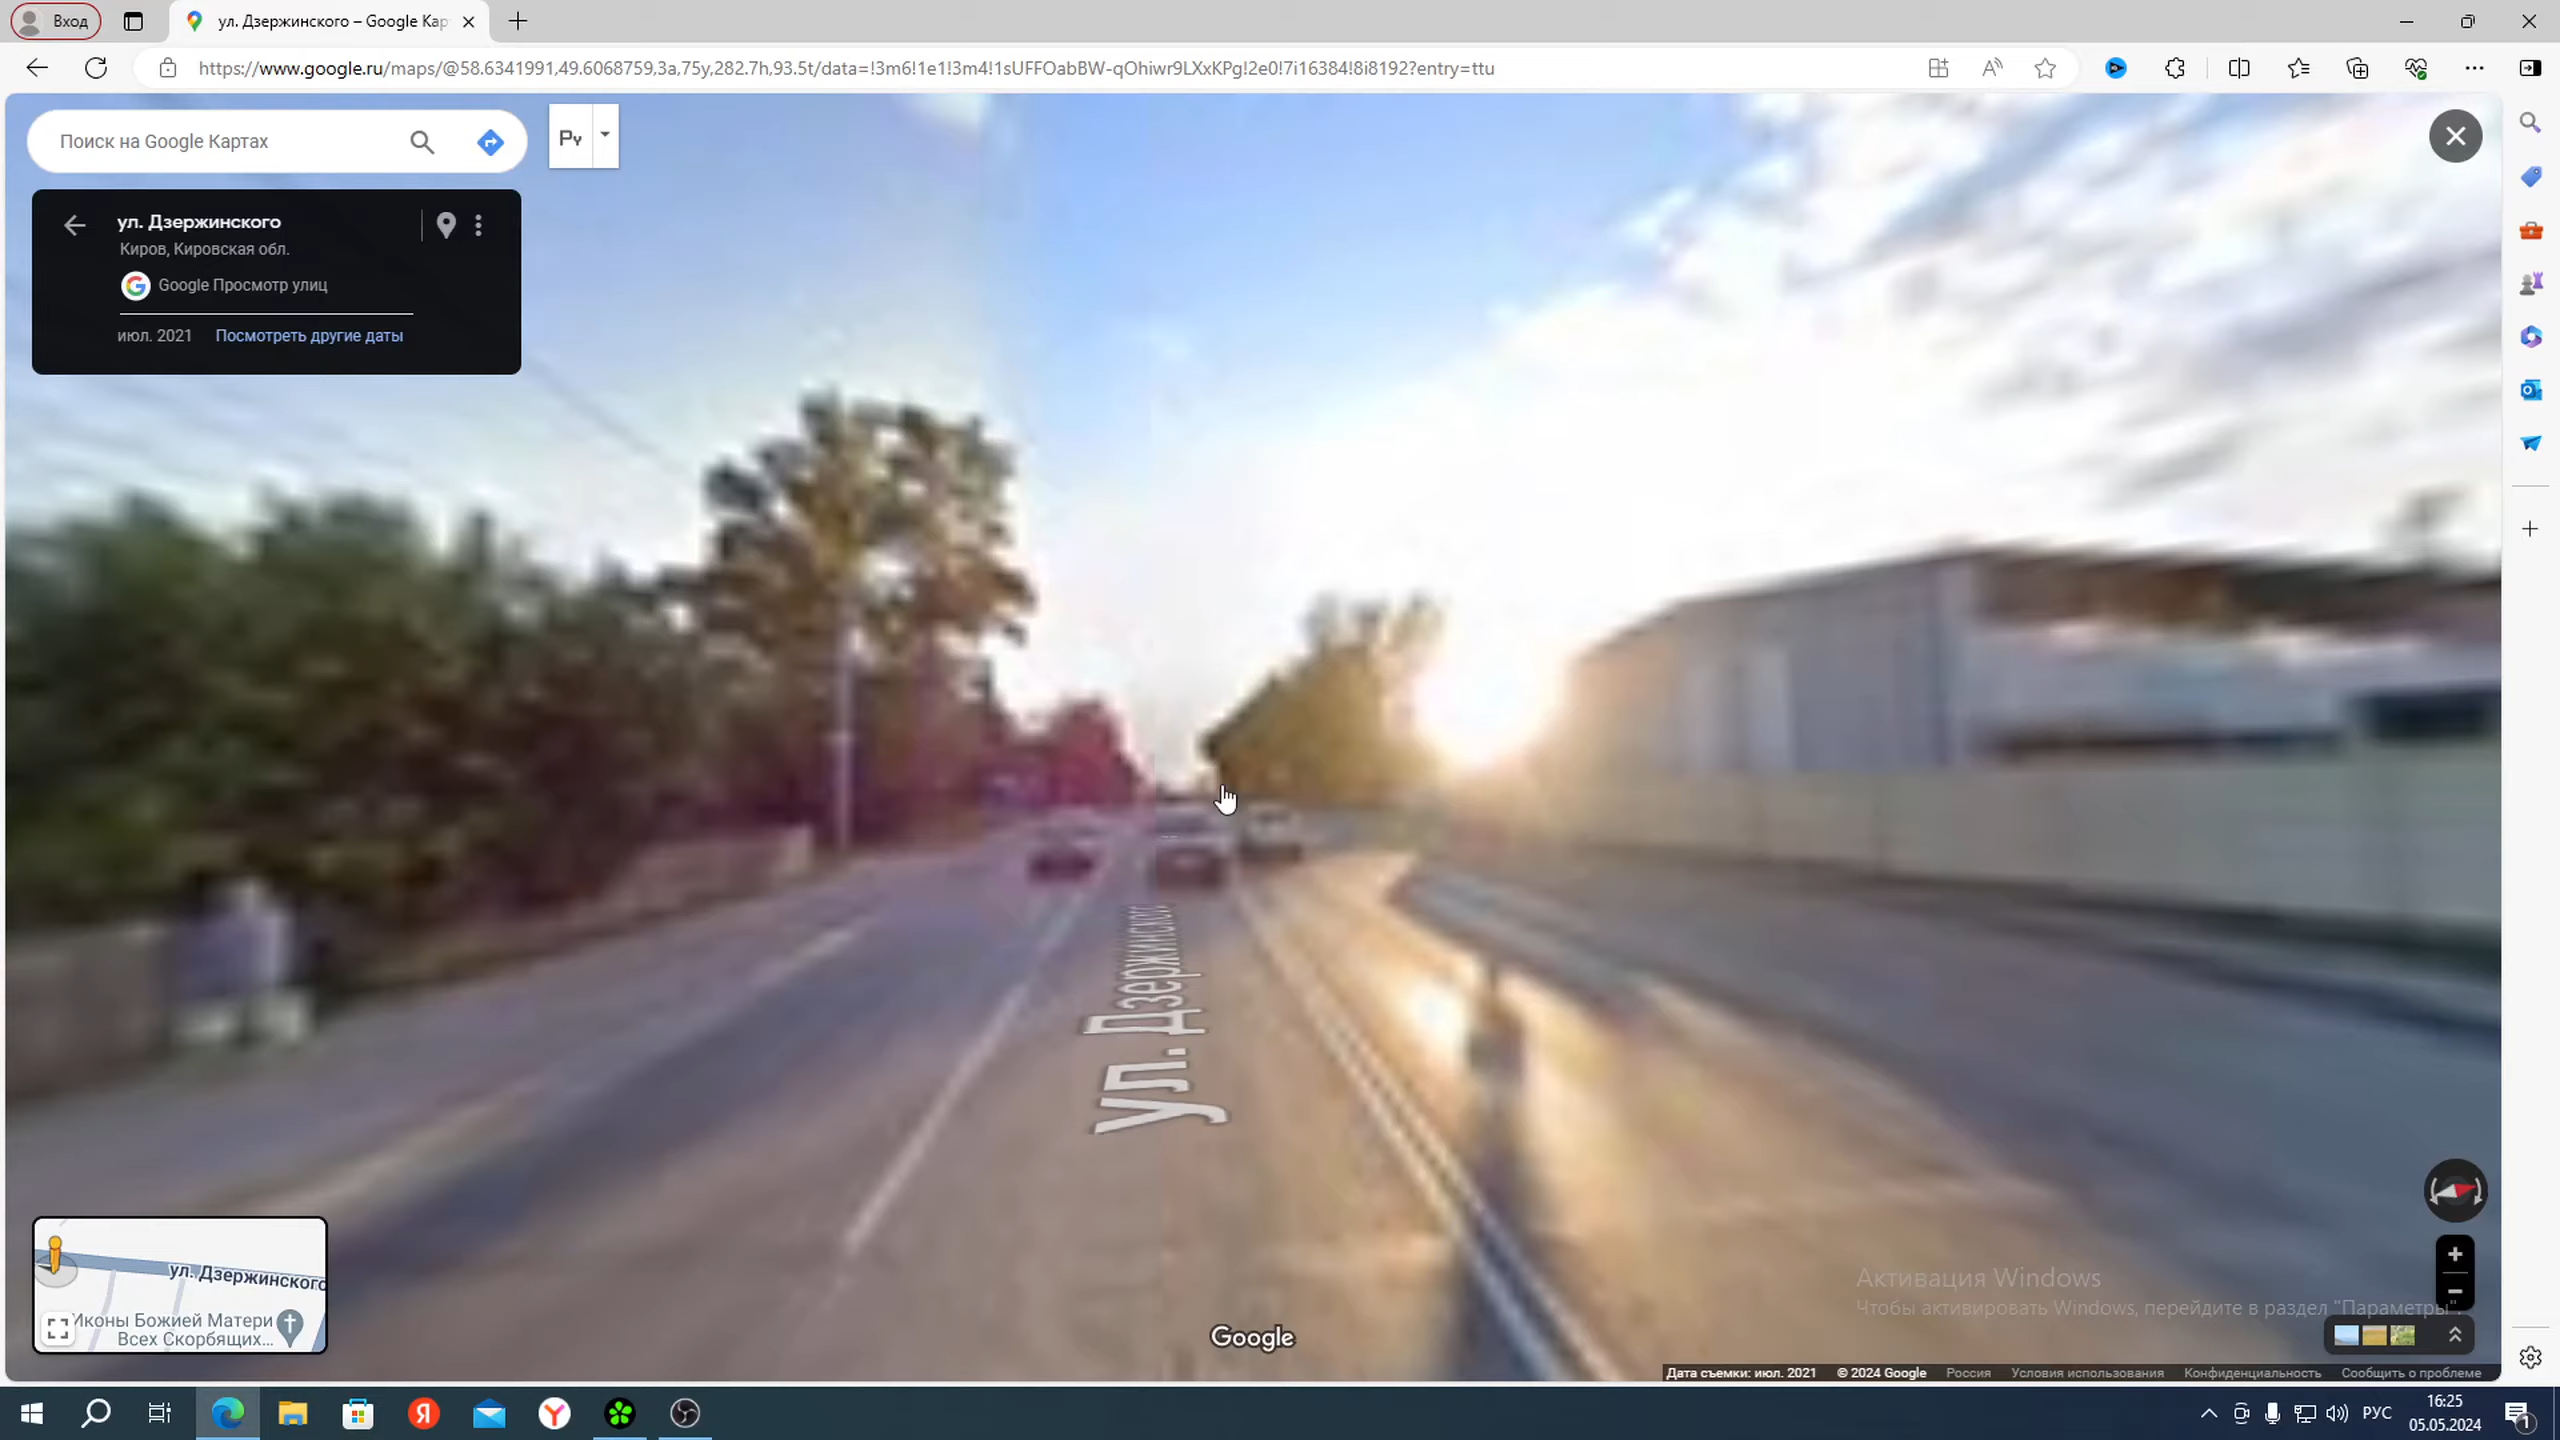 Вход
ул. Дзержинского – Google Кар
https://www.google.ru/maps/@58.6341991,49.6068759,3a,75y,282.7h,93.5t/data=!3m6!1e1!3m4!1sUFFOabBW-qOhiwr9LXxKPg!2e0!7i16384!8i8192?entry=ttu
Поиск на Google Картах
ул. Дзержинского
Киров, Кировская обл.
Google Просмотр улиц
июл. 2021 Посмотреть другие даты
ул. Дзержинского
ул. Дзержинского
Иконы Божией Матери
Всех Скорбящих...
Google
Активация Windows
Чтобы активировать Windows, перейдите в раздел "Параметры".
Дата съемки: июл. 2021 © 2024 Google Россия Условия использования Конфиденциальность Сообщить о проблеме
РУС
16:25
05.05.2024
1